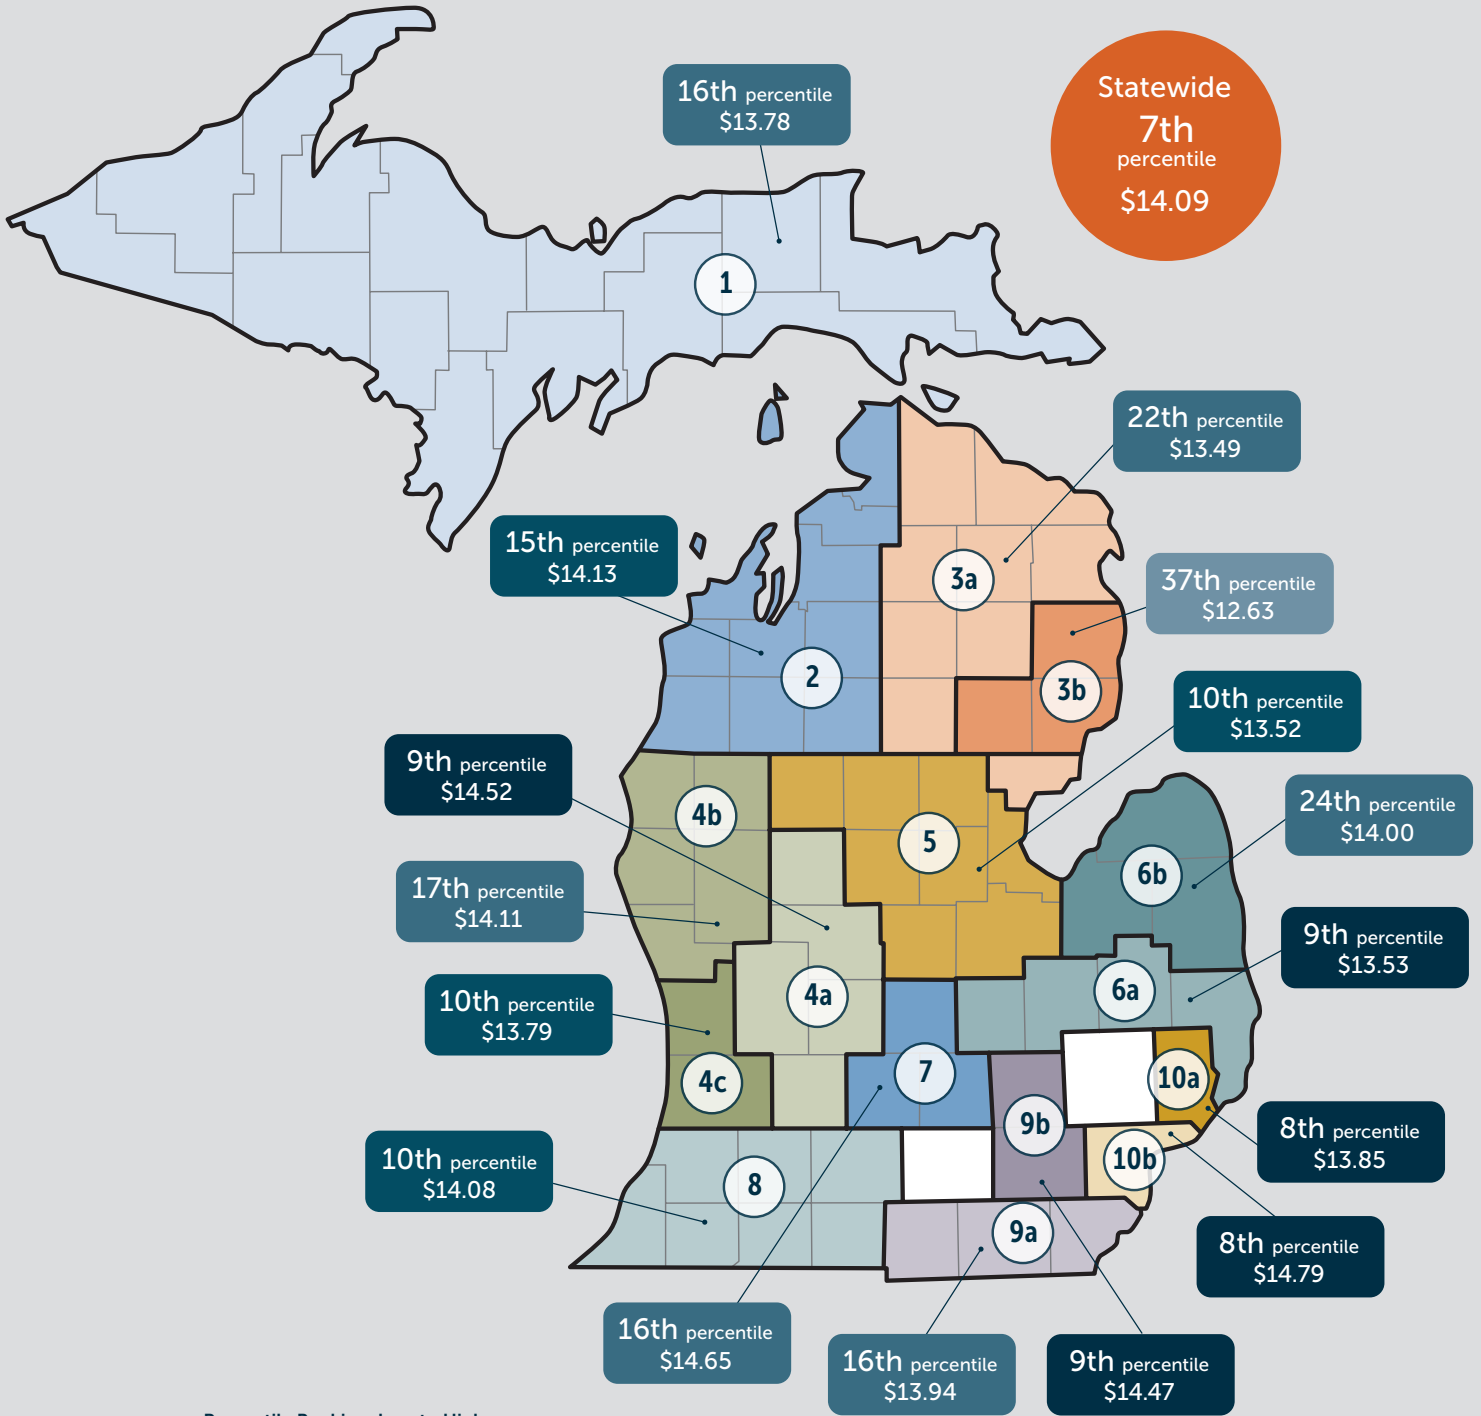 Statewide
7th
percentile
$14.09
16th percentile
$13.78
1
22th percentile
$13.49
15th percentile
$14.13
3a
37th percentile
$12.63
2
3b
10th percentile
$13.52
9th percentile
$14.52
4b
5
24th percentile
$14.00
6b
17th percentile
$14.11
9th percentile
$13.53
4a
6a
10th percentile
$13.79
4c
7
10a
9b
8th percentile
$13.85
10b
10th percentile
$14.08
8
9a
8th percentile
$14.79
16th percentile
$14.65
16th percentile
$13.94
9th percentile
$14.47